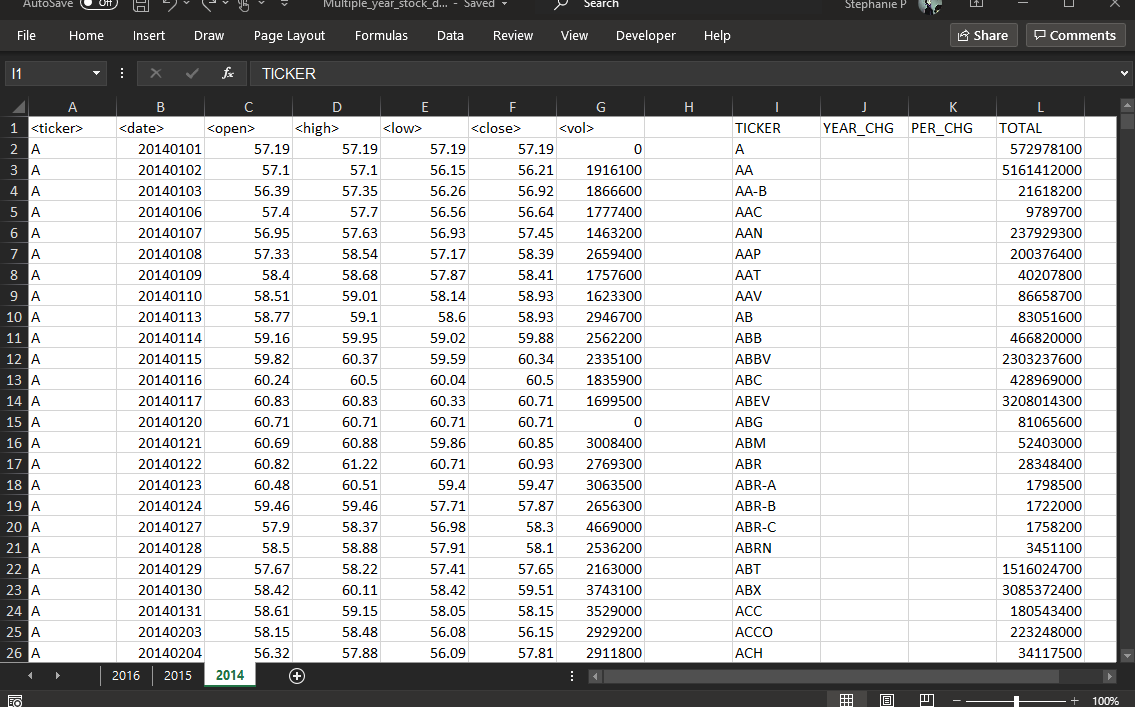 AutoSave Off Multiple_year_stock_d... - Saved Search Stephanie P
File Home Insert Draw Page Layout Formulas Data Review View Developer Help Share Comments
I1 fx TICKER
A B C D E F G H I J K L
1 <ticker> <date> <open> <high> <low> <close> <vol> TICKER YEAR_CHG PER_CHG TOTAL
2 A 20140101 57.19 57.19 57.19 57.19 0 A 572978100
3 A 20140102 57.1 57.1 56.15 56.21 1916100 AA 5161412000
4 A 20140103 56.39 57.35 56.26 56.92 1866600 AA-B 21618200
5 A 20140106 57.4 57.7 56.56 56.64 1777400 AAC 9789700
6 A 20140107 56.95 57.63 56.93 57.45 1463200 AAN 237929300
7 A 20140108 57.33 58.54 57.17 58.39 2659400 AAP 200376400
8 A 20140109 58.4 58.68 57.87 58.41 1757600 AAT 40207800
9 A 20140110 58.51 59.01 58.14 58.93 1623300 AAV 86658700
10 A 20140113 58.77 59.1 58.6 58.93 2946700 AB 83051600
11 A 20140114 59.16 59.95 59.02 59.88 2562200 ABB 466820000
12 A 20140115 59.82 60.37 59.59 60.34 2335100 ABBV 2303237600
13 A 20140116 60.24 60.5 60.04 60.5 1835900 ABC 428969000
14 A 20140117 60.83 60.83 60.33 60.71 1699500 ABEV 3208014300
15 A 20140120 60.71 60.71 60.71 60.71 0 ABG 81065600
16 A 20140121 60.69 60.88 59.86 60.85 3008400 ABM 52403000
17 A 20140122 60.82 61.22 60.71 60.93 2769300 ABR 28348400
18 A 20140123 60.48 60.51 59.4 59.47 3063500 ABR-A 1798500
19 A 20140124 59.46 59.46 57.71 57.87 2656300 ABR-B 1722000
20 A 20140127 57.9 58.37 56.98 58.3 4669000 ABR-C 1758200
21 A 20140128 58.5 58.88 57.91 58.1 2536200 ABRN 3451100
22 A 20140129 57.67 58.22 57.41 57.65 2163000 ABT 1516024700
23 A 20140130 58.42 60.11 58.42 59.51 3743100 ABX 3085372400
24 A 20140131 58.61 59.15 58.05 58.15 3529000 ACC 180543400
25 A 20140203 58.15 58.48 56.08 56.15 2929200 ACCO 223248000
26 A 20140204 56.32 57.88 56.09 57.81 2911800 ACH 34117500
2016 2015 2014
100%